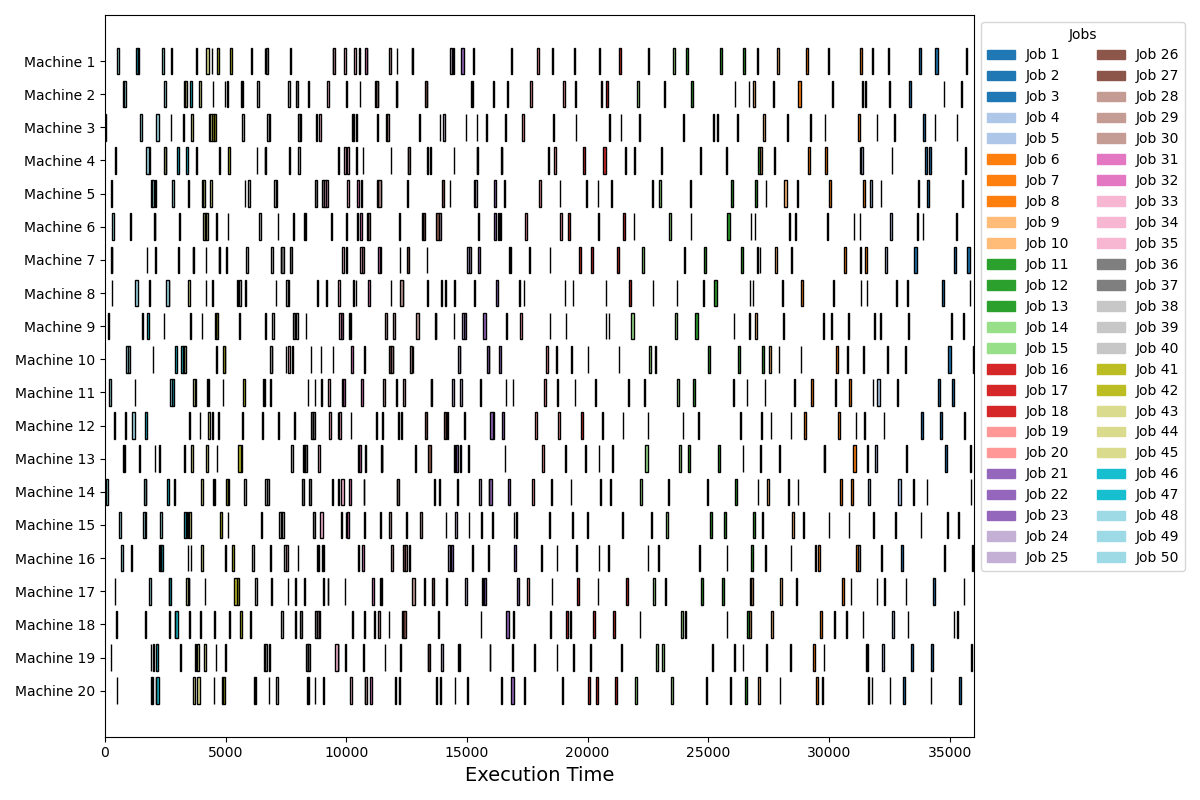 Machine 1
Machine 2
Machine 3
Machine 4
Machine 5
Machine 6
Machine 7
Machine 8
Machine 9
Machine 10
Machine 11
Machine 12
Machine 13
Machine 14
Machine 15
Machine 16
Machine 17
Machine 18
Machine 19
Machine 20
0 5000 10000 15000 20000 25000 30000 35000
Execution Time
Jobs
Job 1
Job 2
Job 3
Job 4
Job 5
Job 6
Job 7
Job 8
Job 9
Job 10
Job 11
Job 12
Job 13
Job 14
Job 15
Job 16
Job 17
Job 18
Job 19
Job 20
Job 21
Job 22
Job 23
Job 24
Job 25
Job 26
Job 27
Job 28
Job 29
Job 30
Job 31
Job 32
Job 33
Job 34
Job 35
Job 36
Job 37
Job 38
Job 39
Job 40
Job 41
Job 42
Job 43
Job 44
Job 45
Job 46
Job 47
Job 48
Job 49
Job 50